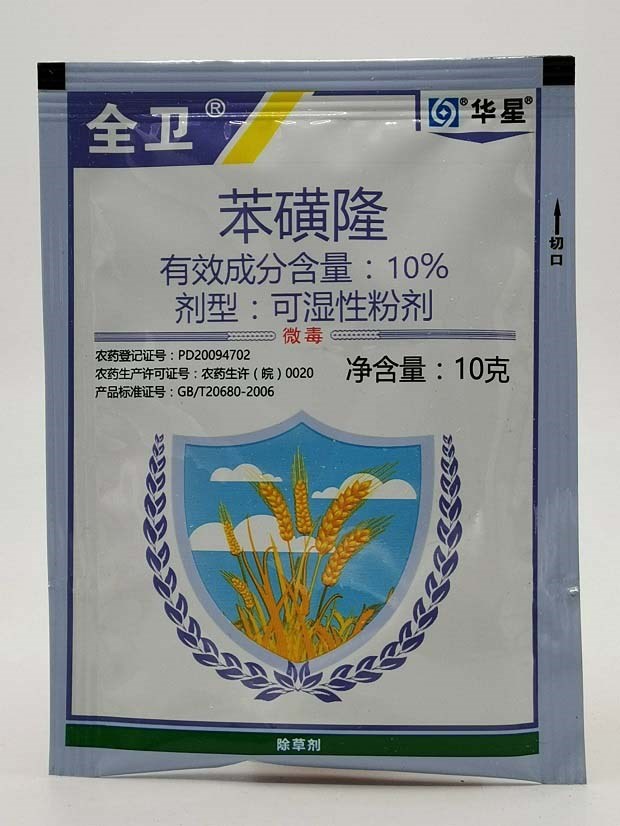 全卫®
®华星®
切口
苯磺隆
有效成分含量：10%
剂型：可湿性粉剂
微毒
农药登记证号：PD20094702
农药生产许可证号：农药生许（皖）0020
产品标准证号：GB/T20680-2006
净含量：10克
除草剂